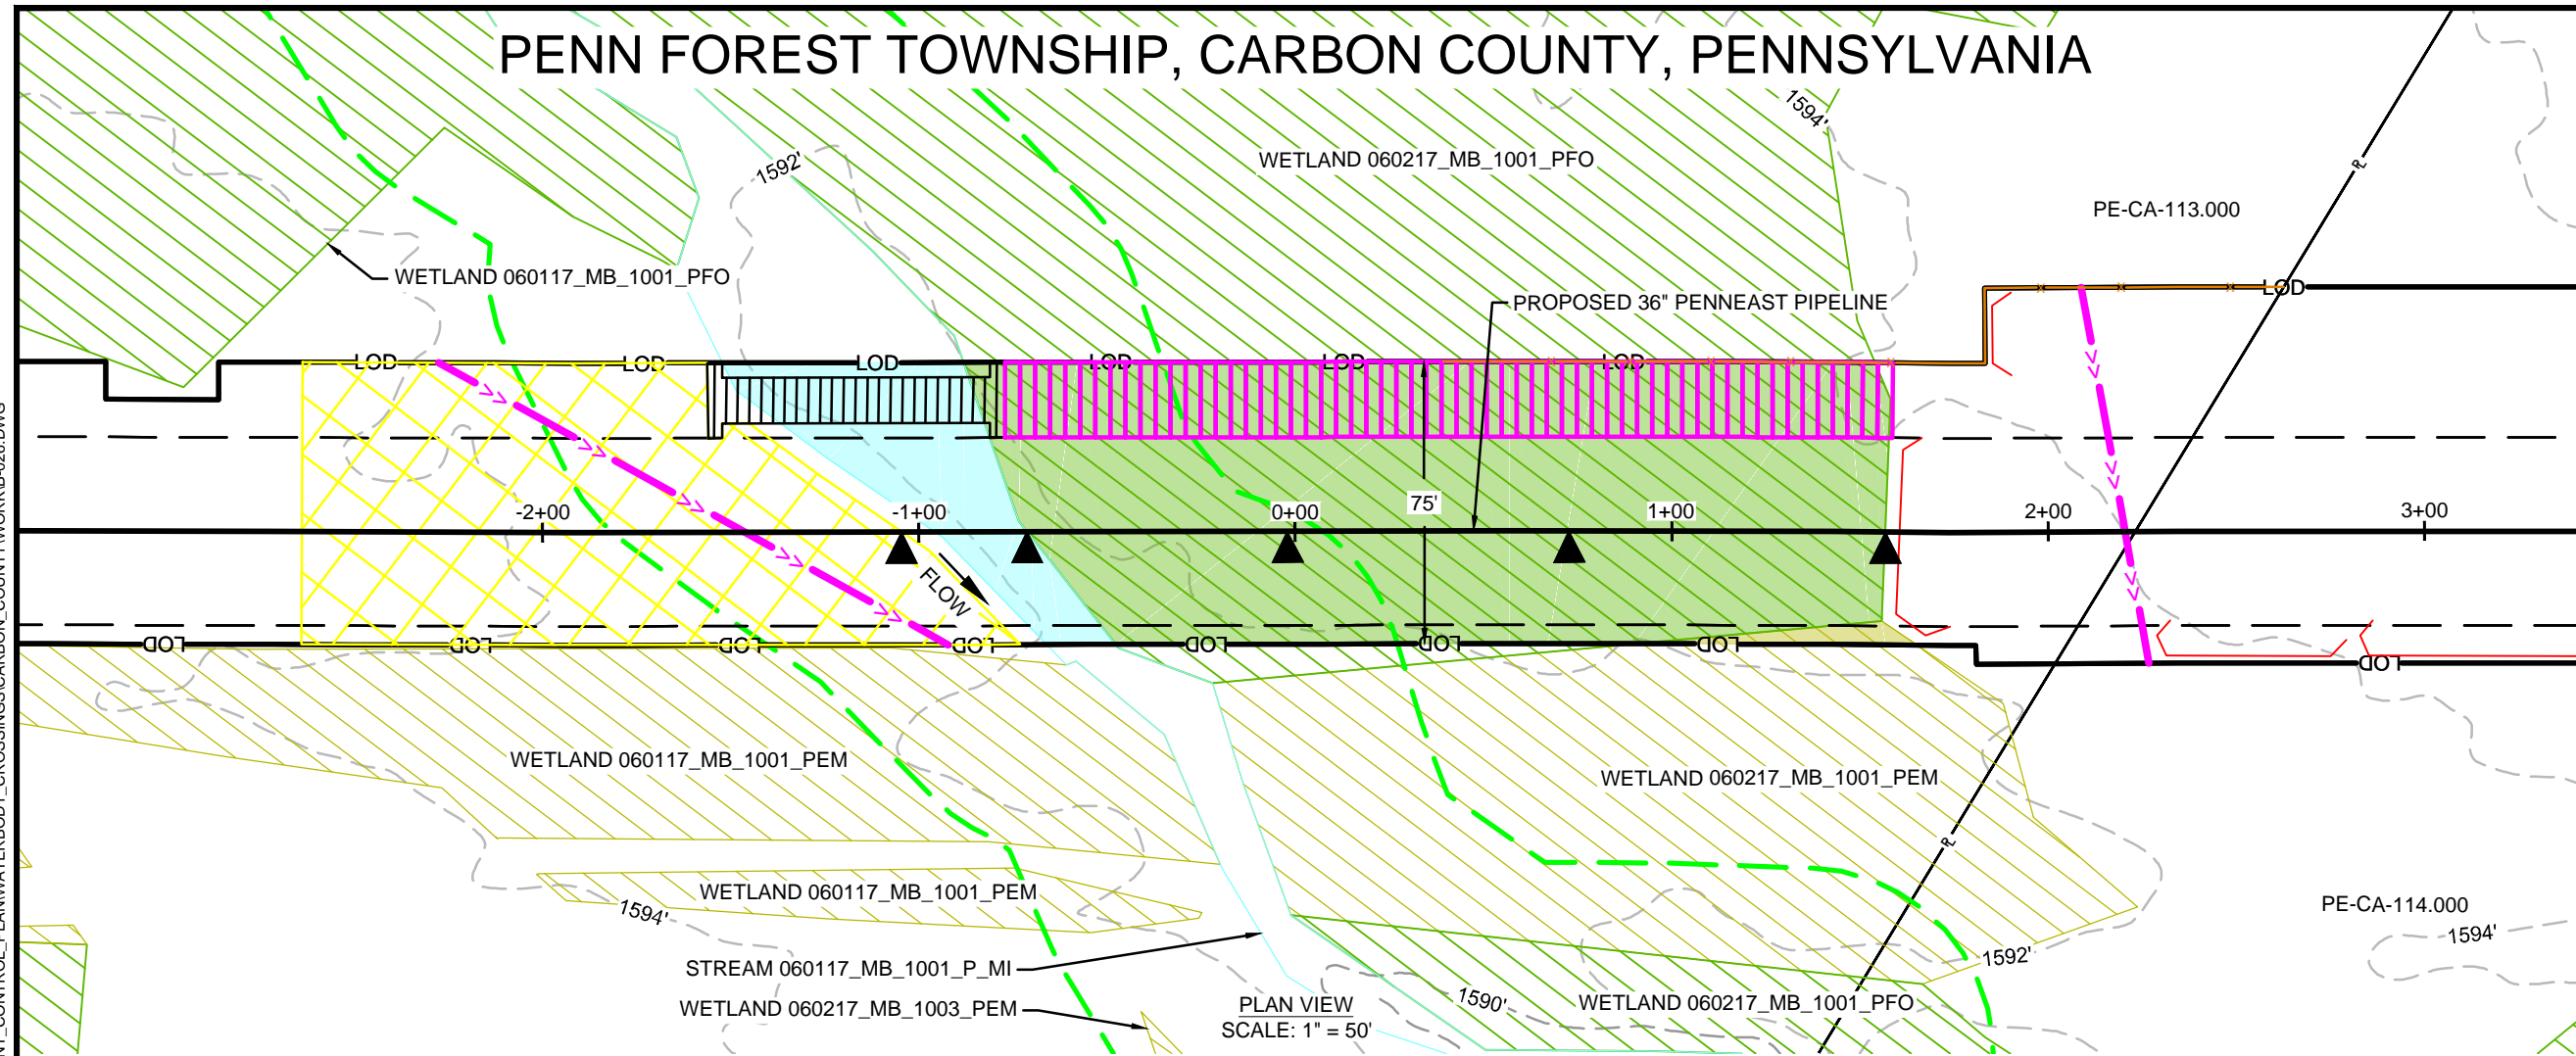 PENN FOREST TOWNSHIP, CARBON COUNTY, PENNSYLVANIA
1594'
1592'
WETLAND 060217_MB_1001_PFO
PE-CA-113.000
WETLAND 060117_MB_1001_PFO
PROPOSED 36" PENNEAST PIPELINE
LOD
LOD
LOD
LOD
LOD
LOD
LOD
-2+00
-1+00
0+00
75'
1+00
2+00
3+00
FLOW
LOD
LOD
LOD
LOD
LOD
LOD
LOD
LOD
WETLAND 060117_MB_1001_PEM
WETLAND 060217_MB_1001_PEM
WETLAND 060117_MB_1001_PEM
1594'
PE-CA-114.000
1594'
1592'
STREAM 060117_MB_1001_P_MI
WETLAND 060217_MB_1003_PEM
1590'
WETLAND 060217_MB_1001_PFO
PLAN VIEW
SCALE: 1" = 50'